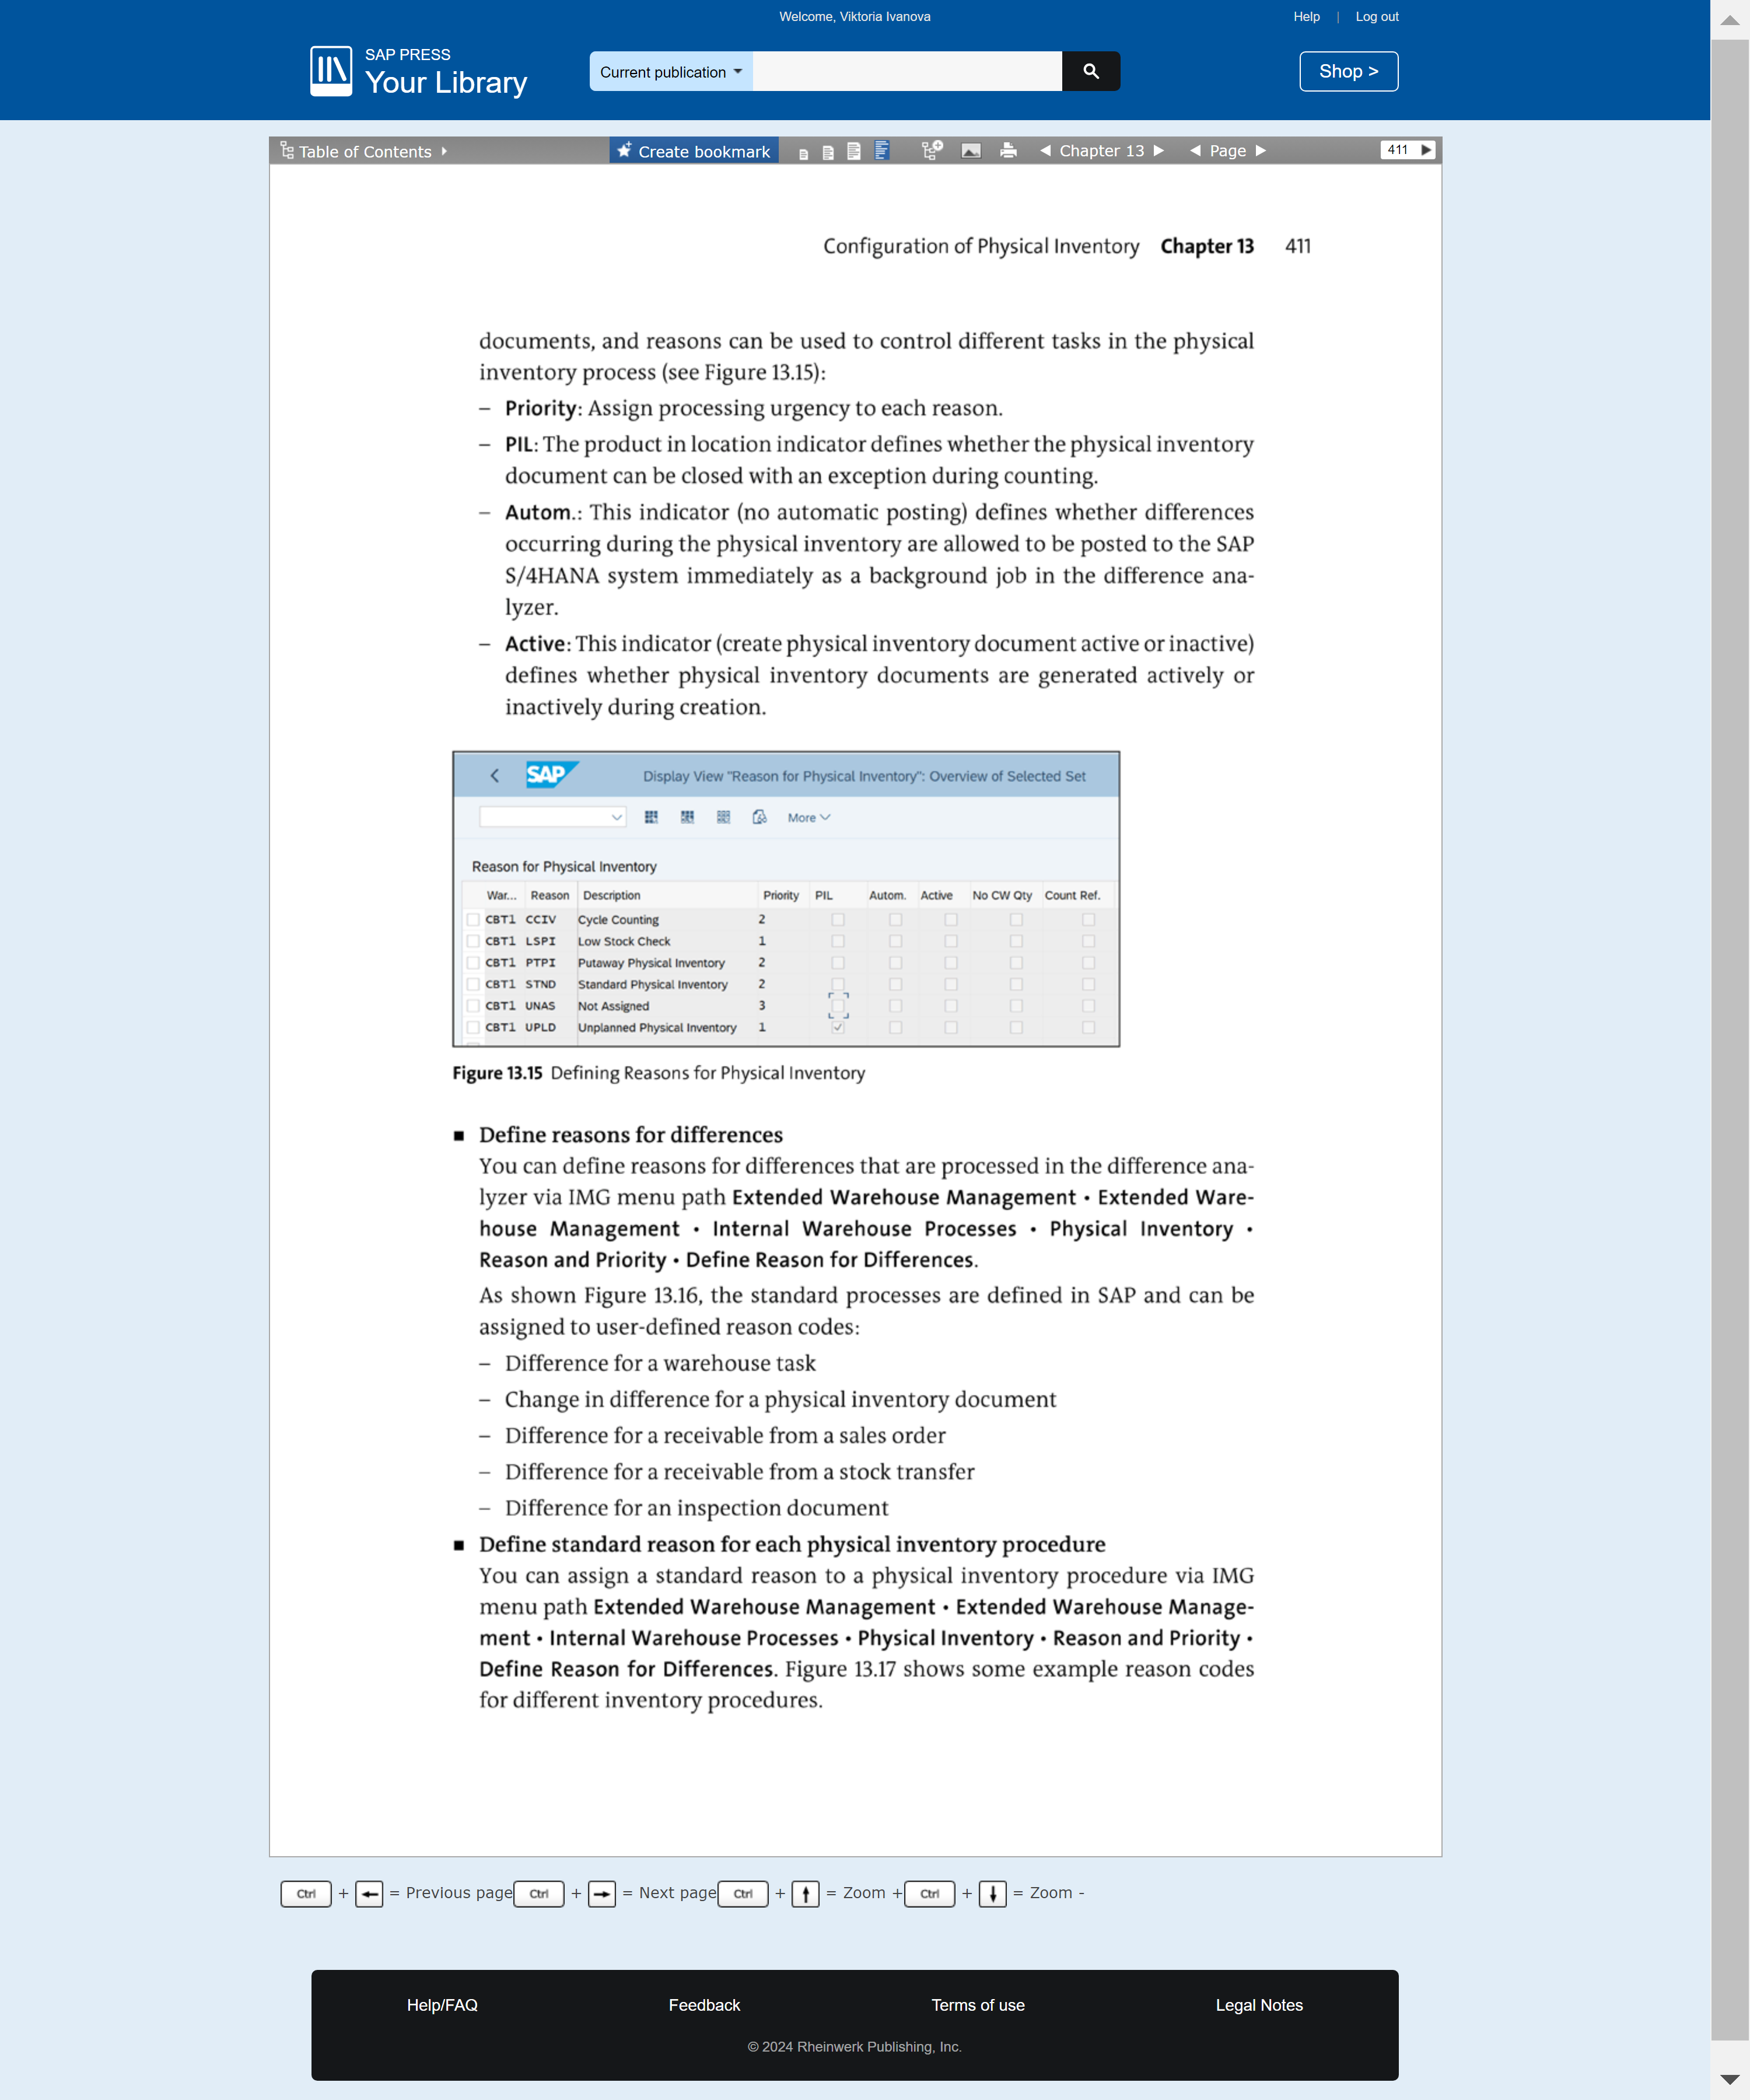 Welcome, Viktoria Ivanova
Help | Log out
SAP PRESS
Your Library
Current publication
Shop >
Table of Contents
Create bookmark
Chapter 13
Page
411
Configuration of Physical Inventory Chapter 13 411
documents, and reasons can be used to control different tasks in the physical
inventory process (see Figure 13.15):
– Priority: Assign processing urgency to each reason.
– PIL: The product in location indicator defines whether the physical inventory
document can be closed with an exception during counting.
– Autom.: This indicator (no automatic posting) defines whether differences
occurring during the physical inventory are allowed to be posted to the SAP
S/4HANA system immediately as a background job in the difference ana-
lyzer.
– Active: This indicator (create physical inventory document active or inactive)
defines whether physical inventory documents are generated actively or
inactively during creation.
SAP Display View "Reason for Physical Inventory": Overview of Selected Set
More
Reason for Physical Inventory
War... Reason Description Priority PIL Autom. Active No CW Qty Count Ref.
CBT1 CCIV Cycle Counting 2
CBT1 LSPI Low Stock Check 1
CBT1 PTPI Putaway Physical Inventory 2
CBT1 STND Standard Physical Inventory 2
CBT1 UNAS Not Assigned 3
CBT1 UPLD Unplanned Physical Inventory 1
Figure 13.15 Defining Reasons for Physical Inventory
■ Define reasons for differences
You can define reasons for differences that are processed in the difference ana-
lyzer via IMG menu path Extended Warehouse Management • Extended Ware-
house Management • Internal Warehouse Processes • Physical Inventory •
Reason and Priority • Define Reason for Differences.
As shown Figure 13.16, the standard processes are defined in SAP and can be
assigned to user-defined reason codes:
– Difference for a warehouse task
– Change in difference for a physical inventory document
– Difference for a receivable from a sales order
– Difference for a receivable from a stock transfer
– Difference for an inspection document
■ Define standard reason for each physical inventory procedure
You can assign a standard reason to a physical inventory procedure via IMG
menu path Extended Warehouse Management • Extended Warehouse Manage-
ment • Internal Warehouse Processes • Physical Inventory • Reason and Priority •
Define Reason for Differences. Figure 13.17 shows some example reason codes
for different inventory procedures.
Ctrl + ← = Previous page Ctrl + → = Next page Ctrl + ↑ = Zoom + Ctrl + ↓ = Zoom -
Help/FAQ Feedback Terms of use Legal Notes
© 2024 Rheinwerk Publishing, Inc.